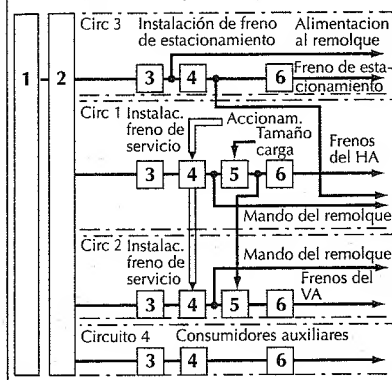 Circ 3 Instalación de freno de estacionamiento
Alimentacion al remolque
1 2 3 4 6
Freno de esta-
cionamiento
Circ 1 Instalac. freno de servicio
Accionam.
Tamaño carga
Frenos del HA
3 4 5 6
Mando del remolque
Circ 2 Instalac. freno de servicio
Mando del remolque
Frenos del VA
3 4 5 6
Circuito 4 Consumidores auxiliares
3 4 6